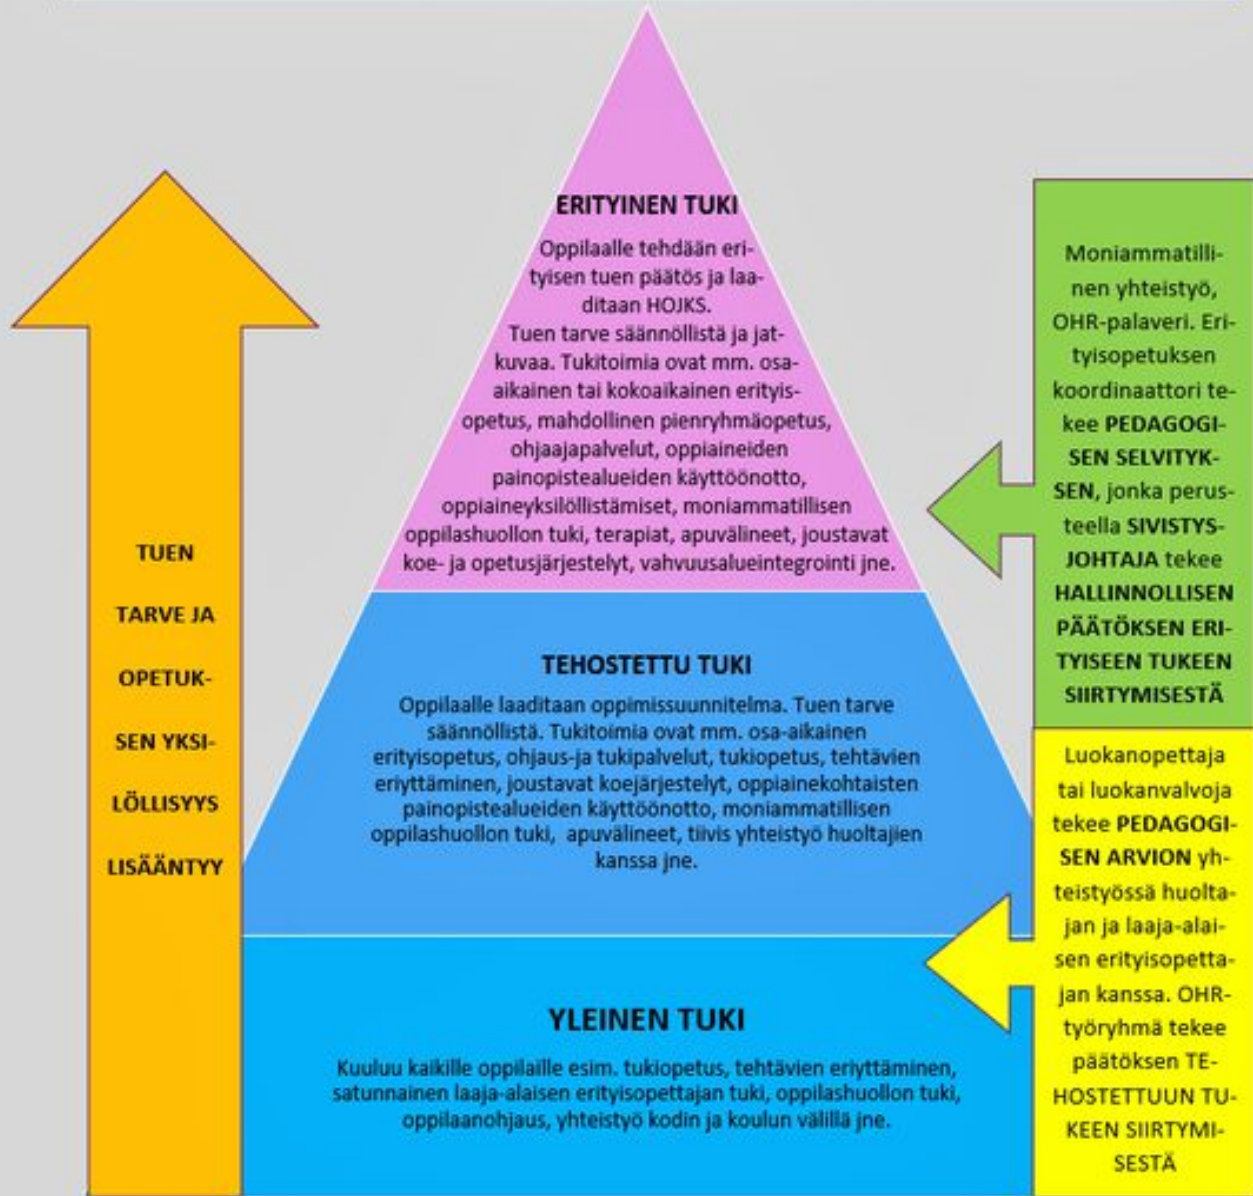 ERITYINEN TUKI
Oppilaalle tehdään eri-
tyisen tuen päätös ja laa-
ditaan HOJKS.
Tuen tarve säännöllistä ja jat-
kuvaa. Tukitoimia ovat mm. osa-
aikainen tai kokoaikainen erityis-
opetus, mahdollinen pienryhmäopetus,
ohjaajapalvelut, oppiaineiden
painopistealueiden käyttöönotto,
oppiaineyksilöllistämiset, moniammatillisen
oppilashuollon tuki, terapiat, apuvälineet, joustavat
koe- ja opetusjärjestelyt, vahvuusalueintegrointi jne.
TEHOSTETTU TUKI
Oppilaalle laaditaan oppimissuunnitelma. Tuen tarve
säännöllistä. Tukitoimia ovat mm. osa-aikainen
erityisopetus, ohjaus-ja tukipalvelut, tukiopetus, tehtävien
eriyttäminen, joustavat koejärjestelyt, oppiainekohtaisten
painopistealueiden käyttöönotto, moniammatillisen
oppilashuollon tuki, apuvälineet, tiivis yhteistyö huoltajien
kanssa jne.
YLEINEN TUKI
Kuuluu kaikille oppilaille esim. tukiopetus, tehtävien eriyttäminen,
satunnainen laaja-alaisen erityisopettajan tuki, oppilashuollon tuki,
oppilaanohjaus, yhteistyö kodin ja koulun välillä jne.
TUEN
TARVE JA
OPETUK-
SEN YKSI-
LÖLLISYYS
LISÄÄNTYY
Moniammatilli-
nen yhteistyö,
OHR-palaveri. Eri-
tyisopetuksen
koordinaattori te-
kee PEDAGOGI-
SEN SELVITYK-
SEN, jonka perus-
teella SIVISTYS-
JOHTAJA tekee
HALLINNOLLISEN
PÄÄTÖKSEN ERI-
TYISEEN TUKEEN
SIIRTYMISESTÄ
Luokanopettaja
tai luokanvalvoja
tekee PEDAGOGI-
SEN ARVION yh-
teistyössä huolta-
jan ja laaja-alai-
sen erityisopetta-
jan kanssa. OHR-
työryhmä tekee
päätöksen TE-
HOSTETTUUN TU-
KEEN SIIRTYMI-
SESTÄ